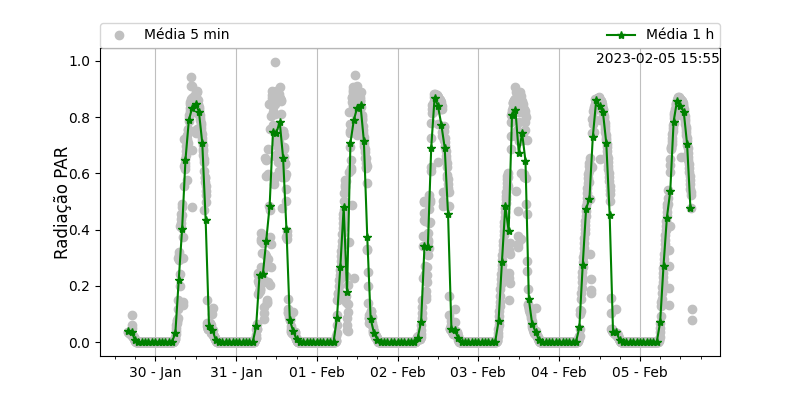 Média 5 min
Média 1 h
2023-02-05 15:55
Radiação PAR
1.0
0.8
0.6
0.4
0.2
0.0
30 - Jan
31 - Jan
01 - Feb
02 - Feb
03 - Feb
04 - Feb
05 - Feb